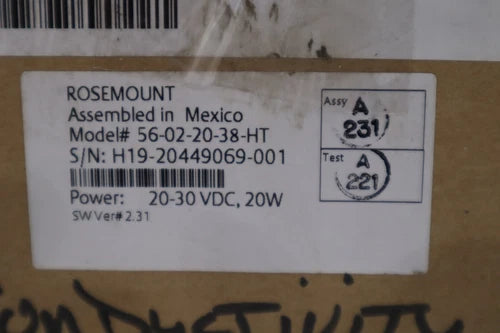 ROSEMOUNT
Assembled in Mexico
Model# 56-02-20-38-HT
S/N: H19-20449069-001
Power: 20-30 VDC, 20W
SW Ver# 2.31
Assy A
231
Test A
221